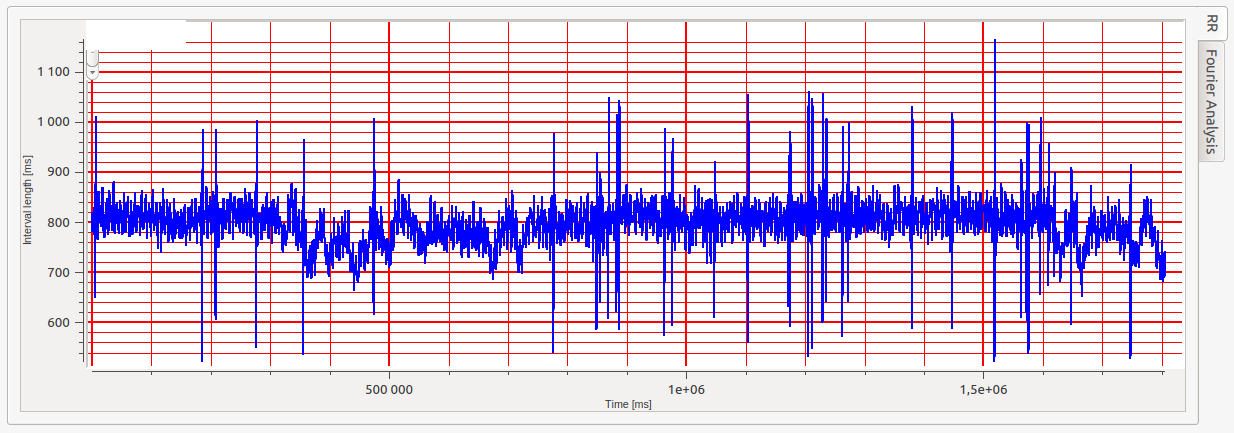 RR
Fourier Analysis
Interval length [ms]
1 100
1 000
900
800
700
600
500 000
1e+06
1,5e+06
Time [ms]